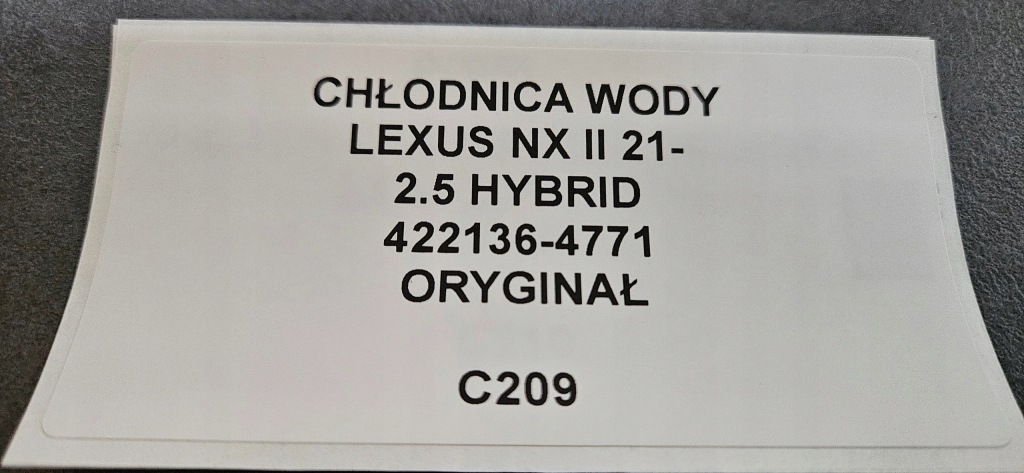 CHŁODNICA WODY
LEXUS NX II 21-
2.5 HYBRID
422136-4771
ORYGINAŁ
C209